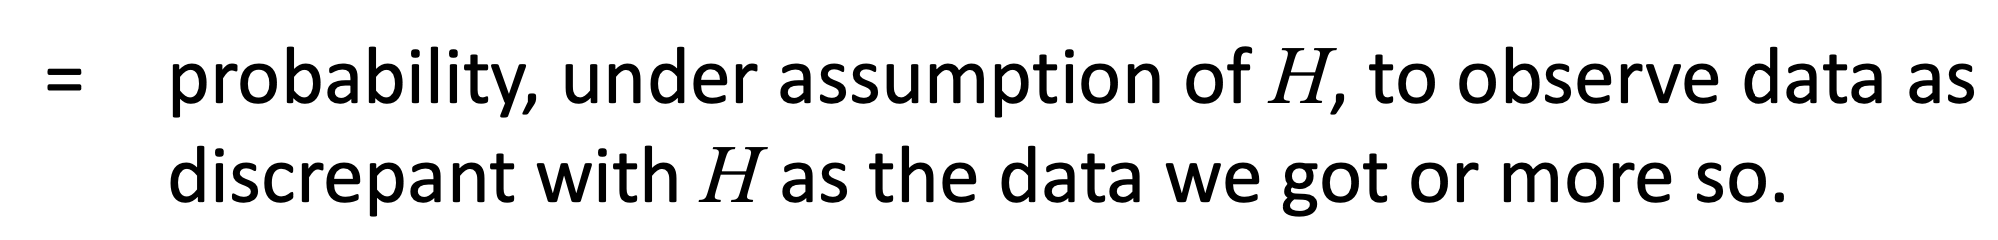 = probability, under assumption of H, to observe data as
discrepant with H as the data we got or more so.